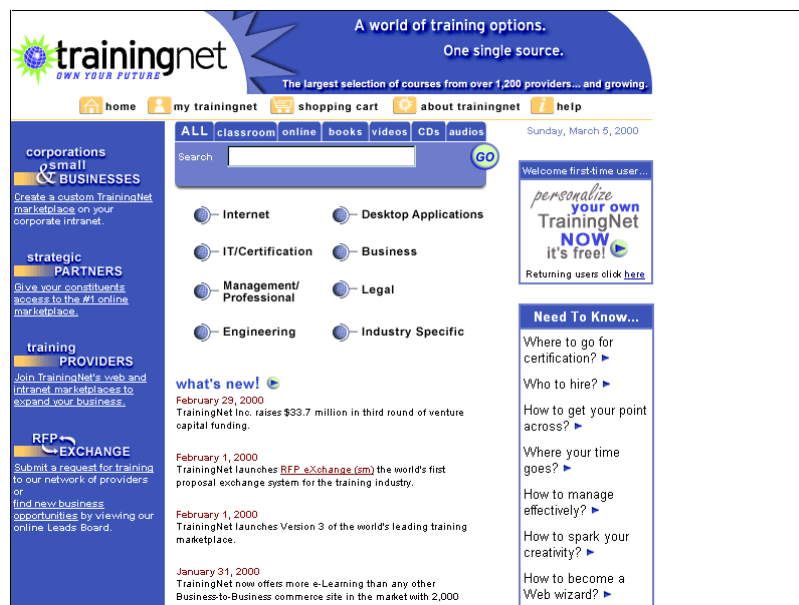 A world of training options.
One single source.
trainingnet
OWN YOUR FUTURE
The largest selection of courses from over 1,200 providers... and growing.
home my trainingnet shopping cart about trainingnet help
corporations
small
& BUSINESSES
Create a custom TrainingNet
marketplace on your
corporate intranet.
strategic
PARTNERS
Give your constituents
access to the #1 online
marketplace.
training
PROVIDERS
Join TrainingNet's web and
intranet marketplaces to
expand your business.
RFP
EXCHANGE
Submit a request for training
to our network of providers
or
find new business
opportunities by viewing our
online Leads Board.
ALL classroom online books videos CDs audios
Search GO
Internet Desktop Applications
IT/Certification Business
Management/
Professional Legal
Engineering Industry Specific
what's new!
February 29, 2000
TrainingNet Inc. raises $33.7 million in third round of venture
capital funding.
February 1, 2000
TrainingNet launches RFP eXchange (sm) the world's first
proposal exchange system for the training industry.
February 1, 2000
TrainingNet launches Version 3 of the world's leading training
marketplace.
January 31, 2000
TrainingNet now offers more e-Learning than any other
Business-to-Business commerce site in the market with 2,000
Sunday, March 5, 2000
Welcome first-time user...
personalize
your own
TrainingNet
NOW
it's free!
Returning users click here
Need To Know...
Where to go for
certification?
Who to hire?
How to get your point
across?
Where your time
goes?
How to manage
effectively?
How to spark your
creativity?
How to become a
Web wizard?